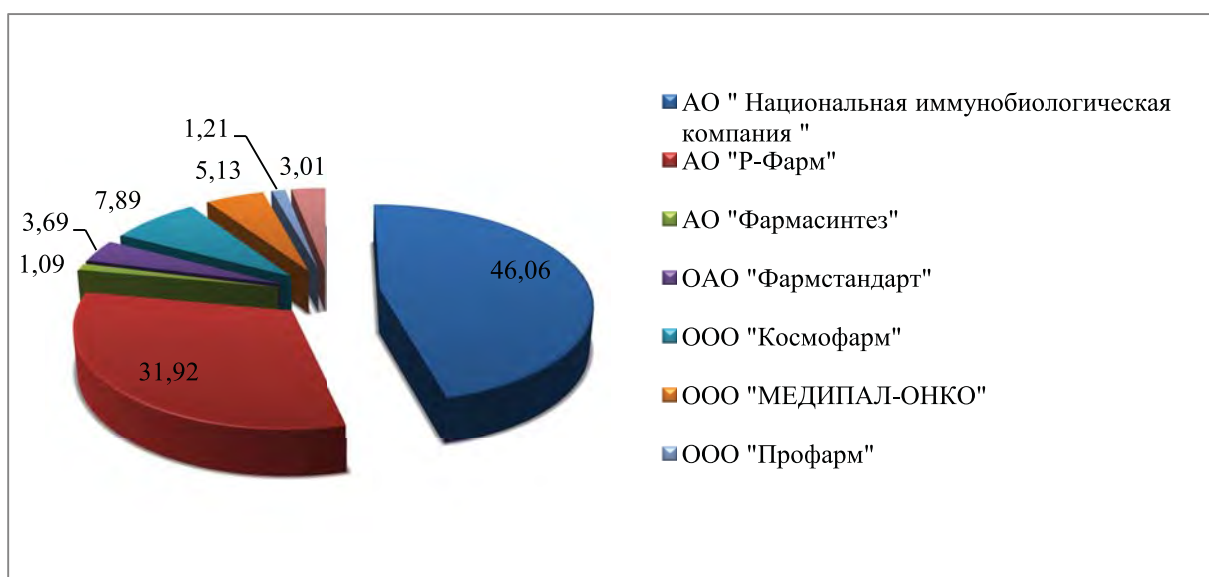 1,21
3,01
5,13
7,89
3,69
1,09
46,06
31,92
АО " Национальная иммунобиологическая
компания "
АО "Р-Фарм"
АО "Фармасинтез"
ОАО "Фармстандарт"
ООО "Космофарм"
ООО "МЕДИПАЛ-ОНКО"
ООО "Профарм"